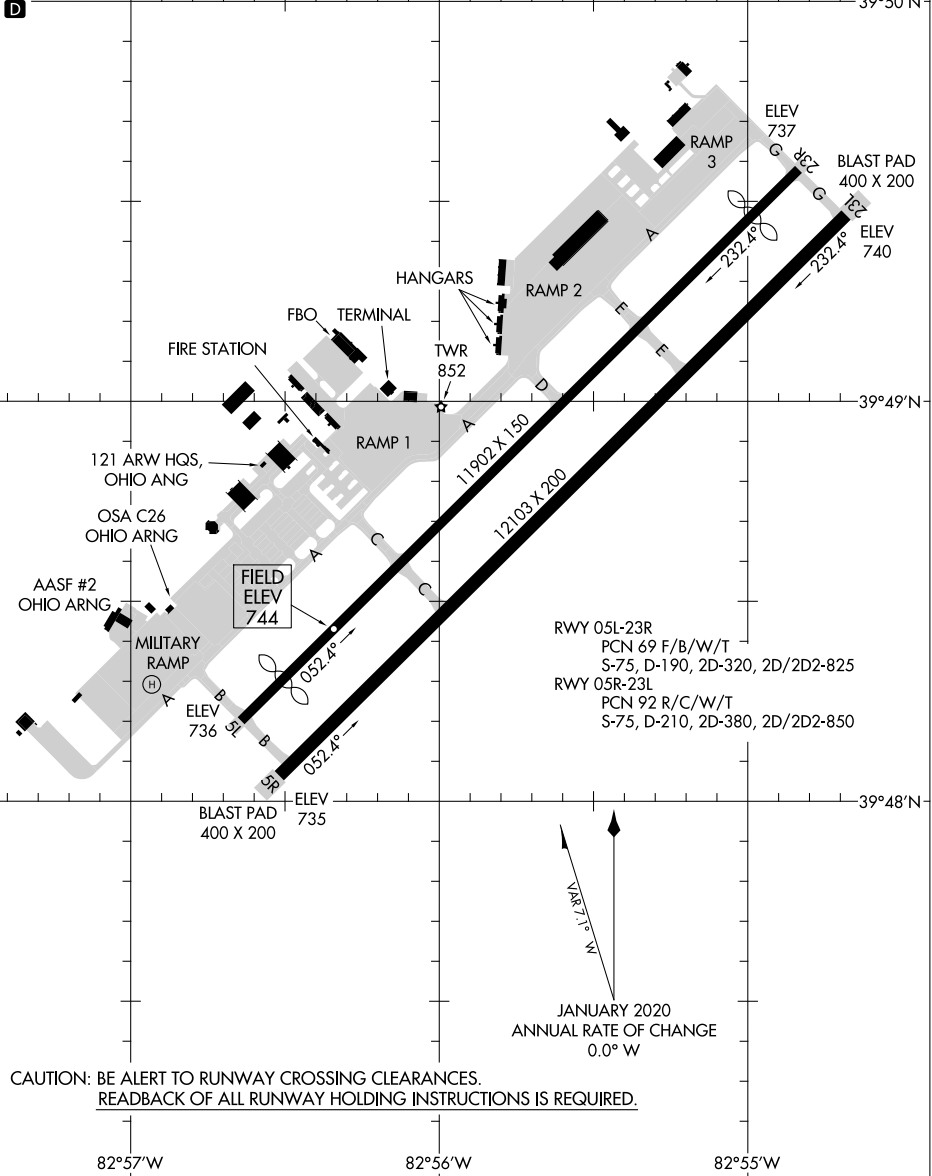 D
39°50'N
ELEV
737
G
23R
BLAST PAD
400 X 200
RAMP
3
G
23L
ELEV
740
A
232.4°
232.4°
HANGARS
RAMP 2
FBO
TERMINAL
E
FIRE STATION
TWR
852
E
D
39°49'N
A
RAMP 1
11902 X 150
121 ARW HQS,
OHIO ANG
12103 X 200
OSA C26
OHIO ARNG
A
C
C
AASF #2
OHIO ARNG
FIELD
ELEV
744
MILITARY
RAMP
H
A
052.4°
RWY 05L-23R
PCN 69 F/B/W/T
S-75, D-190, 2D-320, 2D/2D2-825
RWY 05R-23L
PCN 92 R/C/W/T
S-75, D-210, 2D-380, 2D/2D2-850
B
ELEV
736
5L
B
052.4°
5R
BLAST PAD
400 X 200
ELEV
735
39°48'N
VAR 7.1° W
JANUARY 2020
ANNUAL RATE OF CHANGE
0.0° W
CAUTION: BE ALERT TO RUNWAY CROSSING CLEARANCES.
READBACK OF ALL RUNWAY HOLDING INSTRUCTIONS IS REQUIRED.
82°57'W
82°56'W
82°55'W